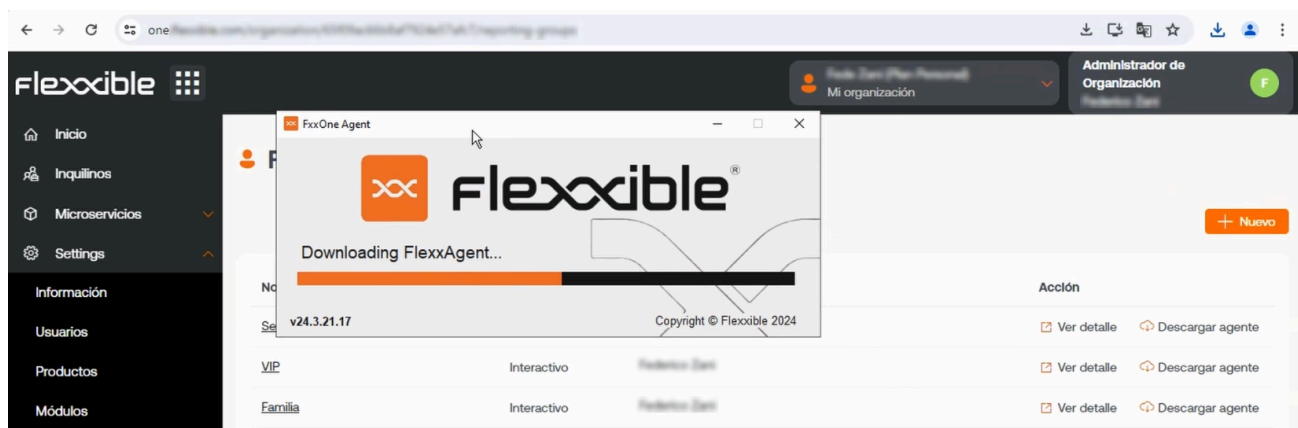 one
flexxible
Mi organización
Administrador de
Organización
F
Inicio
Inquilinos
Microservicios
Settings
Información
Usuarios
Productos
Módulos
FxxOne Agent
flexxible®
Downloading FlexxAgent...
v24.3.21.17
Copyright © Flexxible 2024
+ Nuevo
Acción
Ver detalle Descargar agente
VIP Interactivo Ver detalle Descargar agente
Familia Interactivo Ver detalle Descargar agente